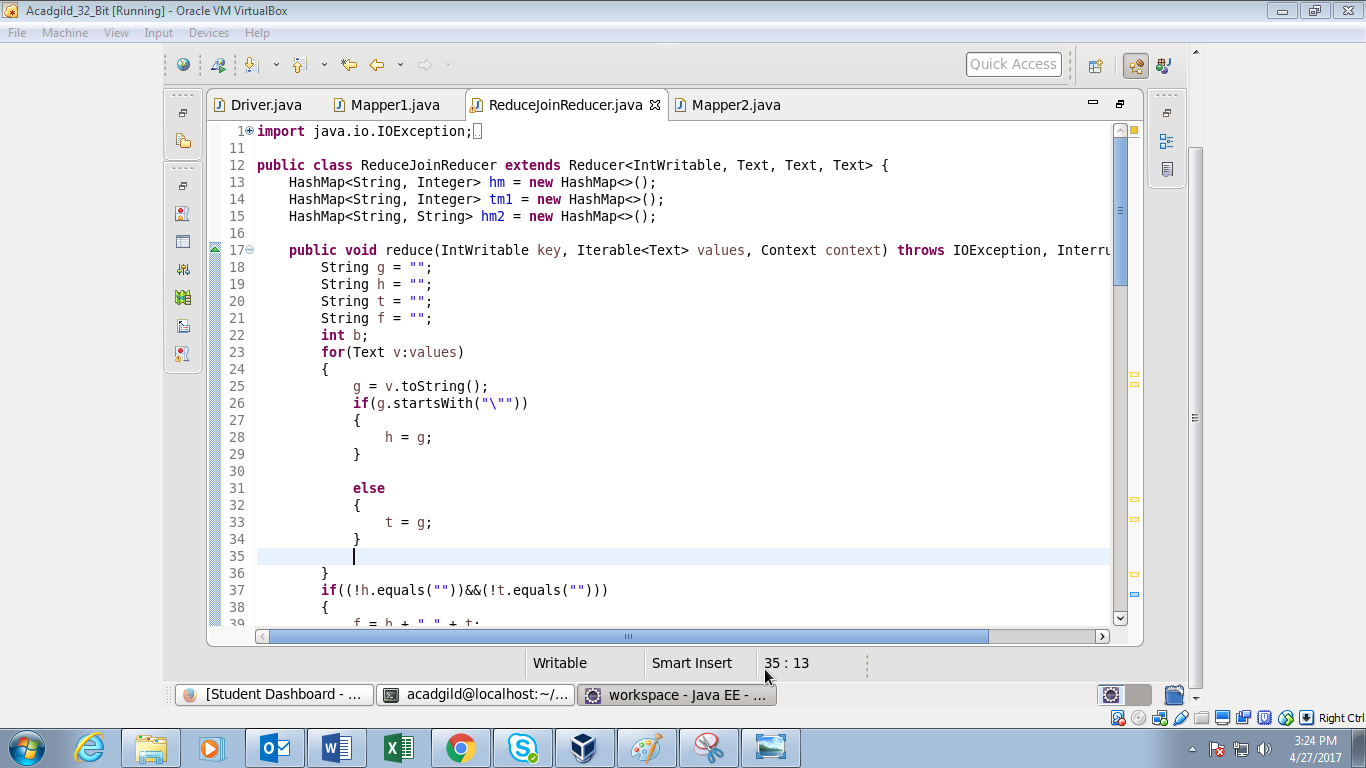 Acadgild_32_Bit [Running] - Oracle VM VirtualBox
File Machine View Input Devices Help
Quick Access
Driver.java Mapper1.java ReduceJoinReducer.java Mapper2.java
1 import java.io.IOException;
11
12 public class ReduceJoinReducer extends Reducer<IntWritable, Text, Text, Text> {
13 HashMap<String, Integer> hm = new HashMap<>();
14 HashMap<String, Integer> tm1 = new HashMap<>();
15 HashMap<String, String> hm2 = new HashMap<>();
16
17 public void reduce(IntWritable key, Iterable<Text> values, Context context) throws IOException, Interru
18 String g = "";
19 String h = "";
20 String t = "";
21 String f = "";
22 int b;
23 for(Text v:values)
24 {
25 g = v.toString();
26 if(g.startsWith("\""))
27 {
28 h = g;
29 }
30
31 else
32 {
33 t = g;
34 }
35
36 }
37 if((!h.equals(""))&&(!t.equals("")))
38 {
39 f = h + " " + t;
Writable Smart Insert 35 : 13
[Student Dashboard - ... acadgild@localhost:~/... workspace - Java EE - ...
Right Ctrl
3:24 PM
4/27/2017